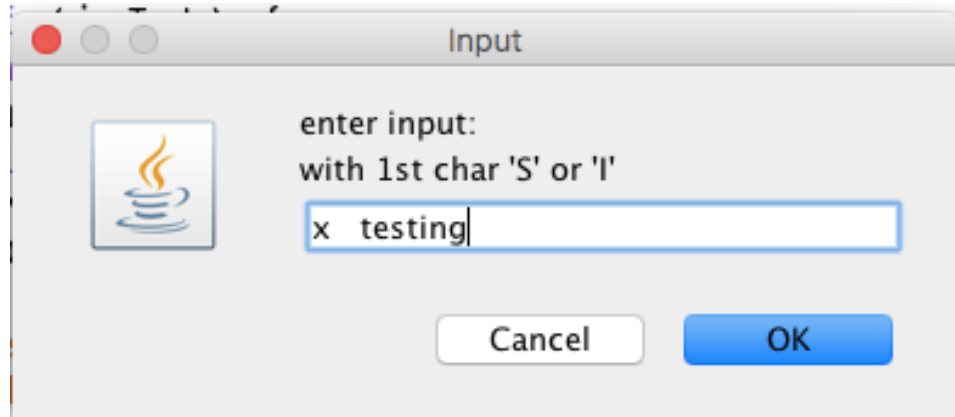 Input
enter input:
with 1st char 'S' or 'I'
x   testing
Cancel OK